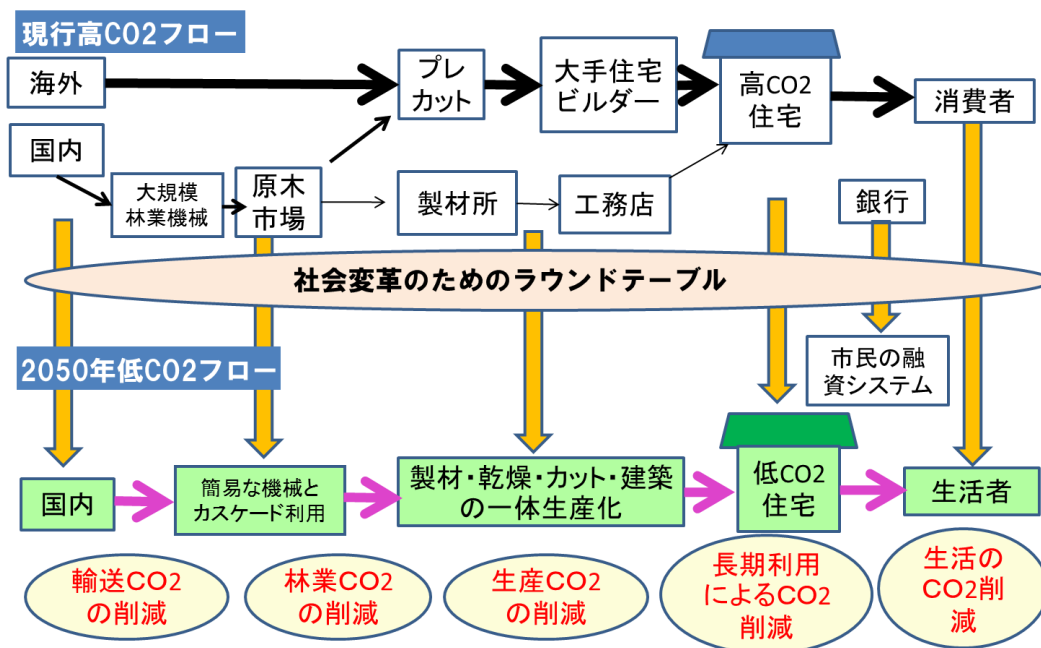 現行高CO2フロー
海外
プレ
カット
大手住宅
ビルダー
高CO2
住宅
消費者
国内
大規模
林業機械
原木
市場
製材所
工務店
銀行
社会変革のためのラウンドテーブル
2050年低CO2フロー
市民の融
資システム
国内
簡易な機械と
カスケード利用
製材・乾燥・カット・建築
の一体生産化
低CO2
住宅
生活者
輸送CO2
の削減
林業CO2
の削減
生産CO2
の削減
長期利用
によるCO2
削減
生活の
CO2削
減